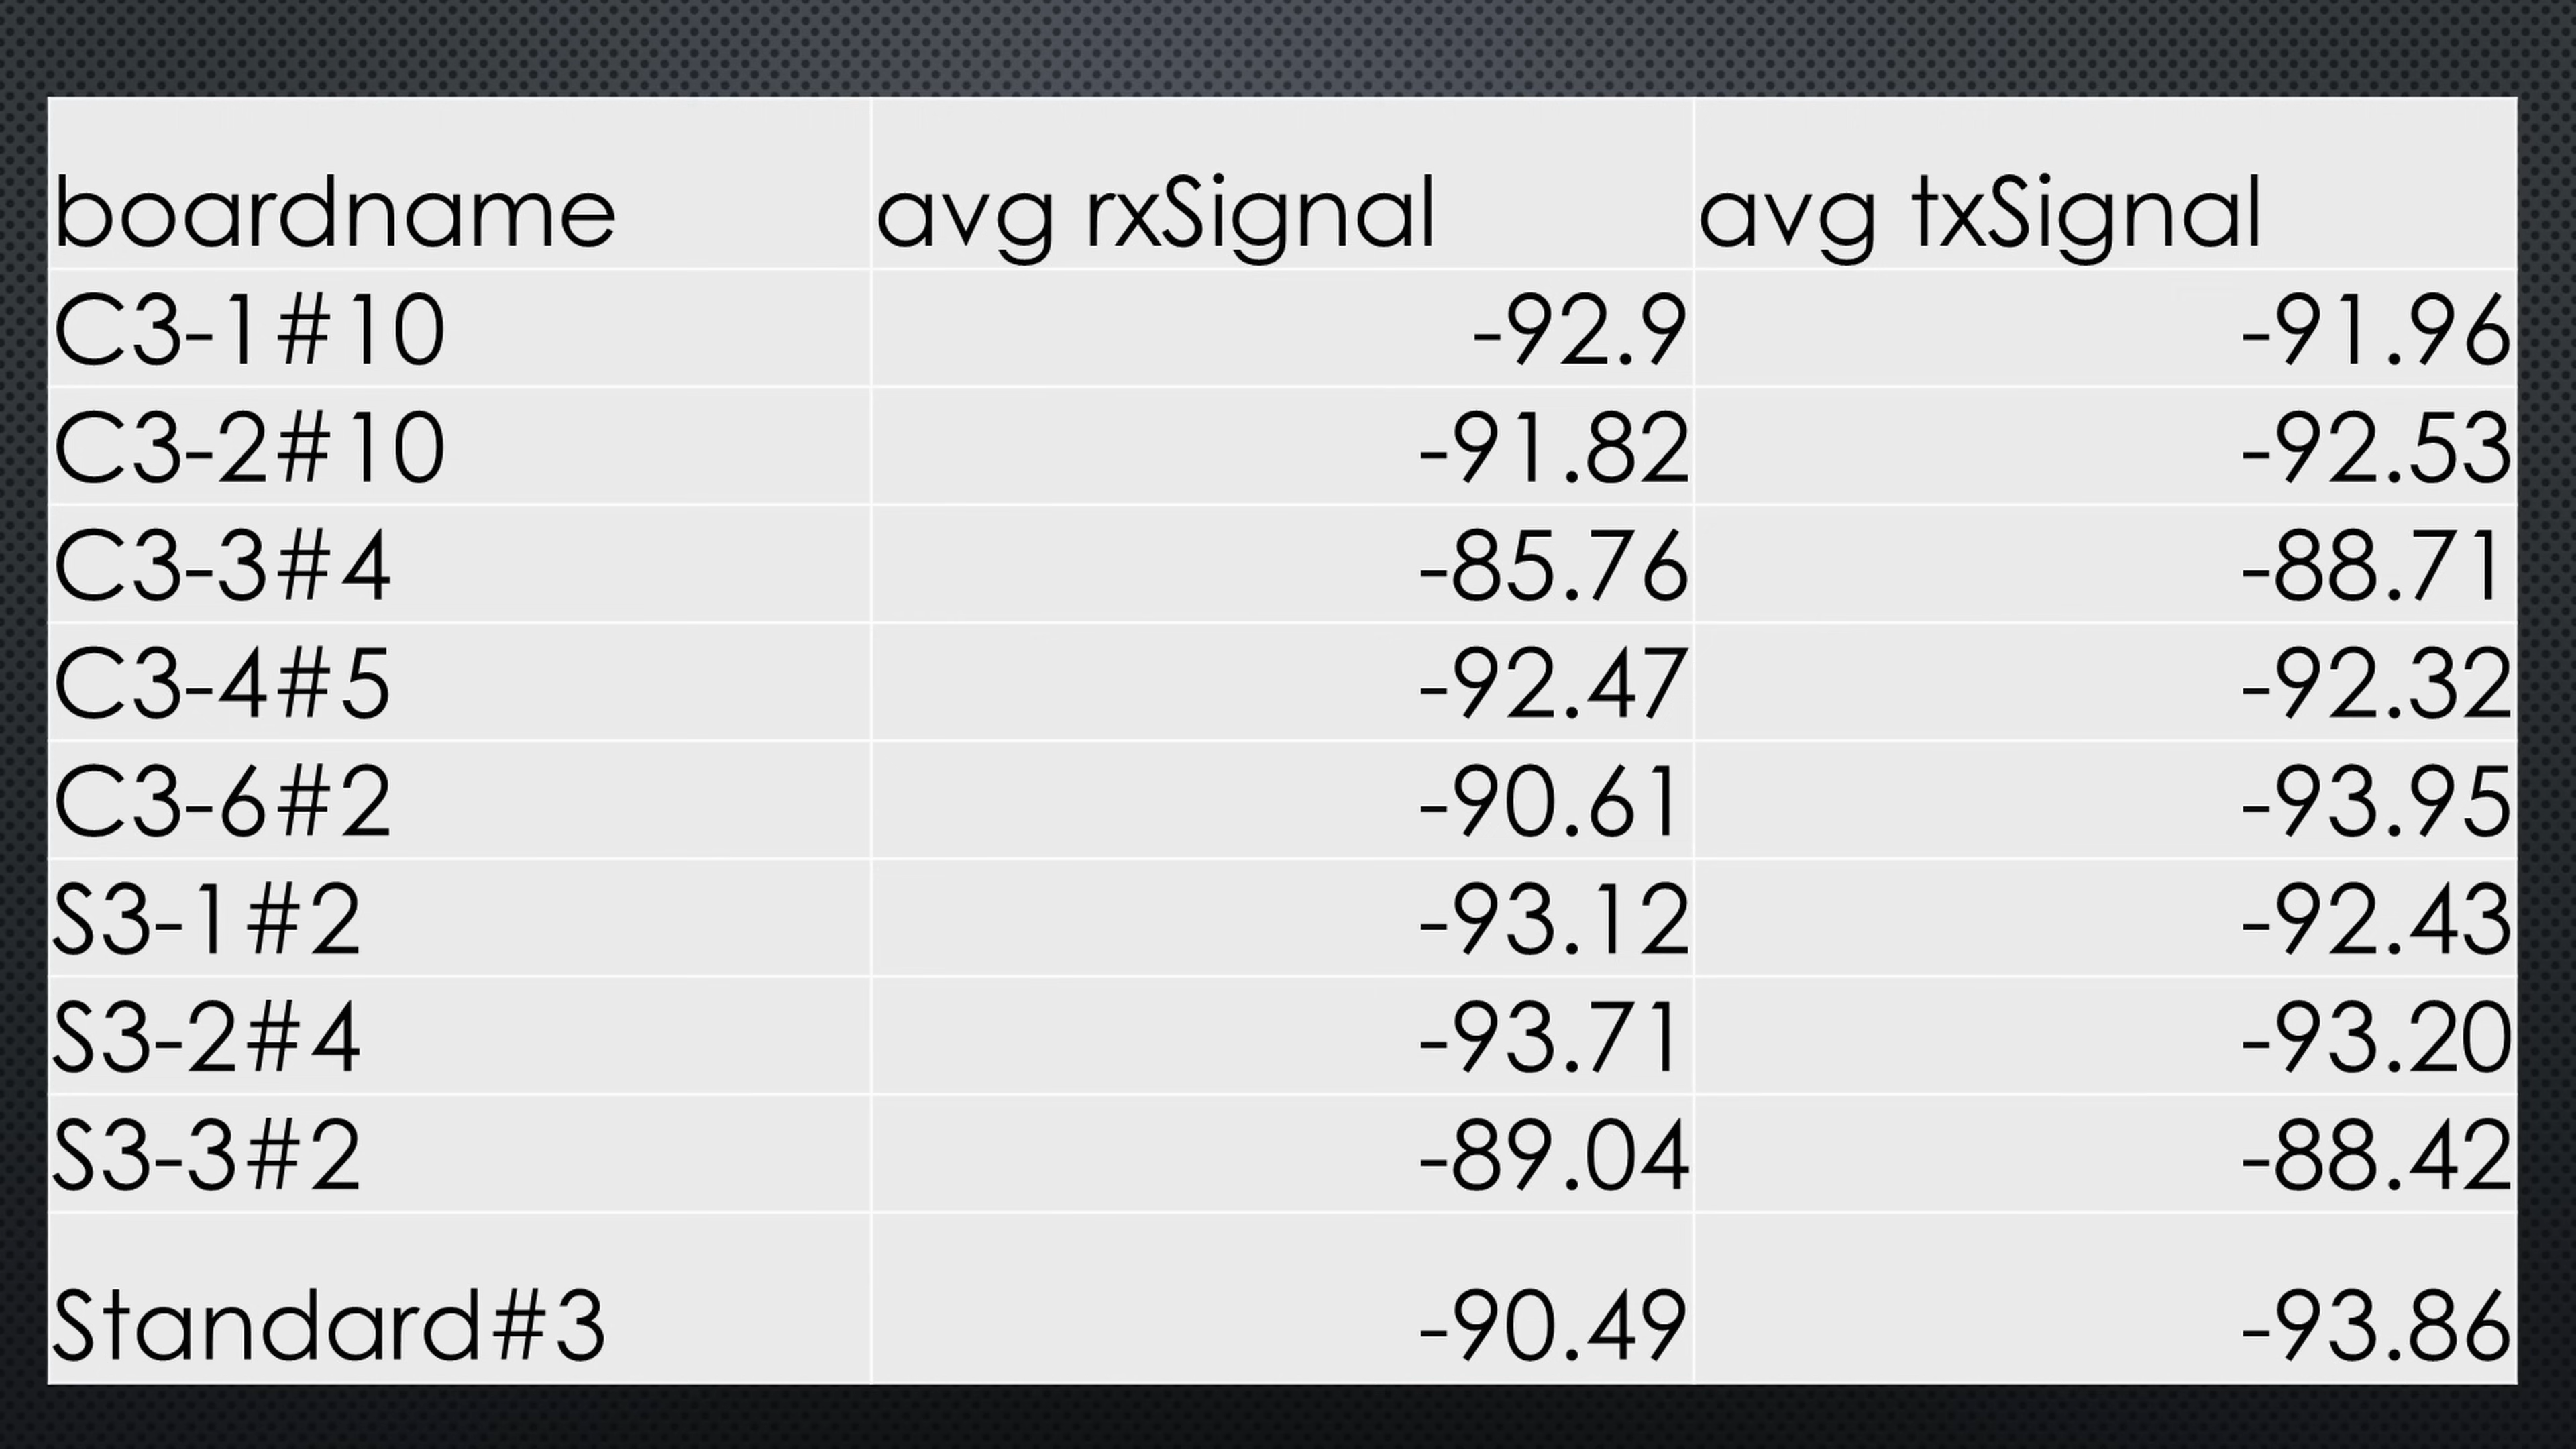 boardname avg rxSignal avg txSignal
C3-1#10 -92.9 -91.96
C3-2#10 -91.82 -92.53
C3-3#4 -85.76 -88.71
C3-4#5 -92.47 -92.32
C3-6#2 -90.61 -93.95
S3-1#2 -93.12 -92.43
S3-2#4 -93.71 -93.20
S3-3#2 -89.04 -88.42
Standard#3 -90.49 -93.86